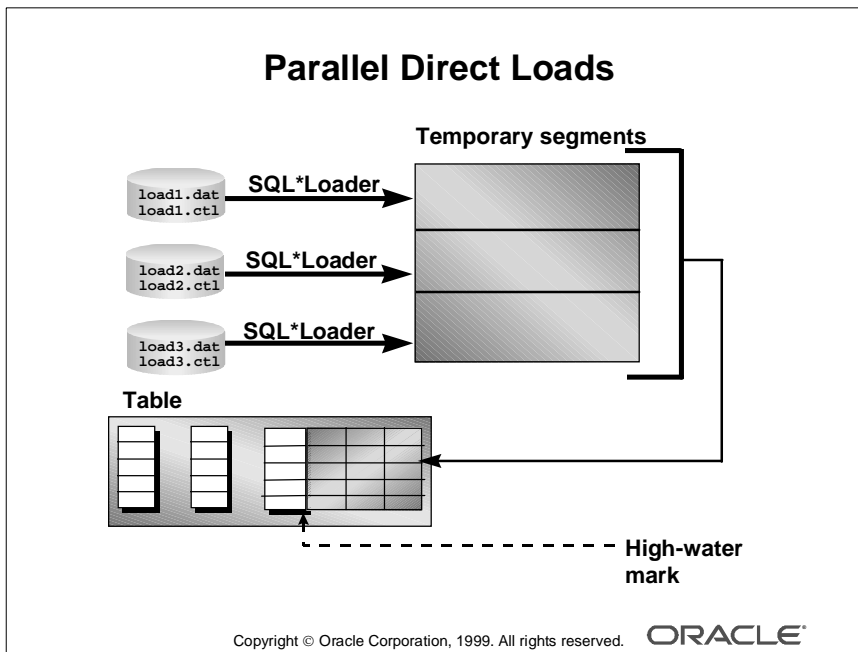 Parallel Direct Loads
Temporary segments
load1.dat
load1.ctl
SQL*Loader
load2.dat
load2.ctl
SQL*Loader
load3.dat
load3.ctl
SQL*Loader
Table
High-water
mark
Copyright © Oracle Corporation, 1999. All rights reserved.
ORACLE®